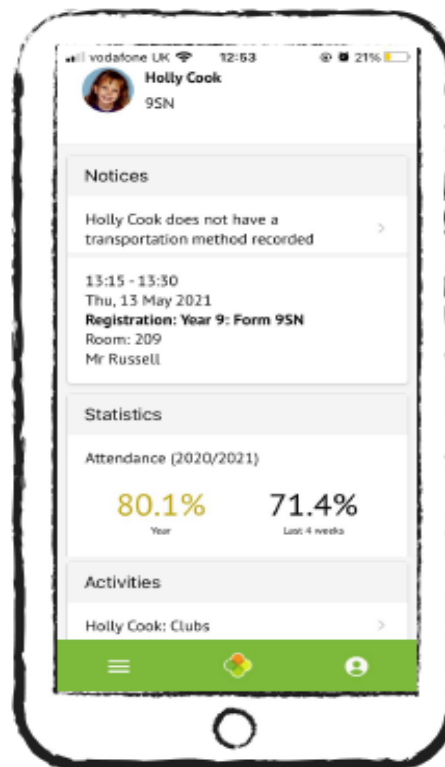 vodafone UK 12:53 21%
Holly Cook
9SN
Notices
Holly Cook does not have a
transportation method recorded
13:15 - 13:30
Thu, 13 May 2021
Registration: Year 9: Form 9SN
Room: 209
Mr Russell
Statistics
Attendance (2020/2021)
80.1% 71.4%
Year Last 4 weeks
Activities
Holly Cook: Clubs